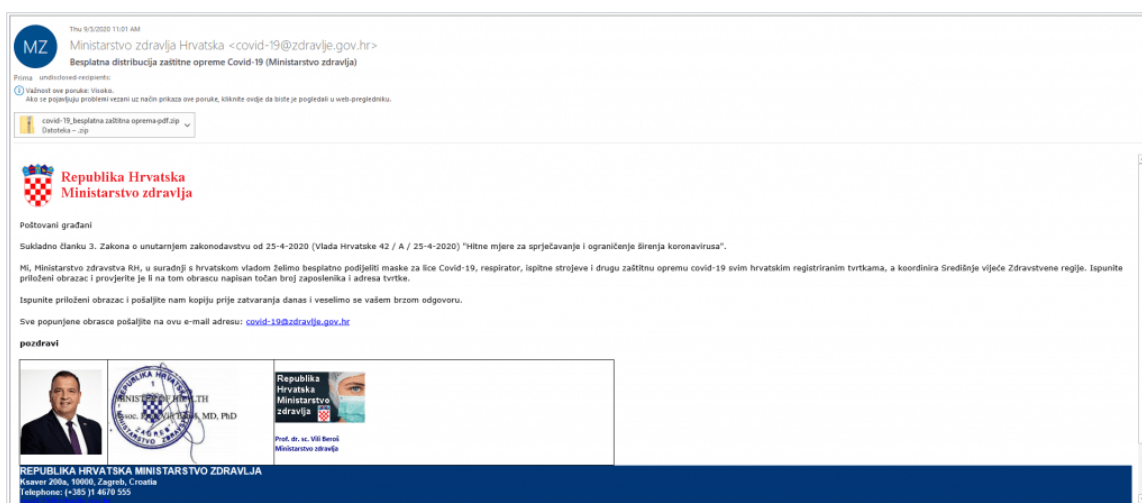 MZ
Thu 9/3/2020 11:01 AM
Ministarstvo zdravlja Hrvatska <covid-19@zdravlje.gov.hr>
Besplatna distribucija zaštitne opreme Covid-19 (Ministarstvo zdravlja)
Prima undisclosed-recipients:
Važnost ove poruke: Visoko.
Ako se pojavljuju problemi vezani uz način prikaza ove poruke, kliknite ovdje da biste je pogledali u web-pregledniku.
covid-19_besplatna zaštitna oprema-pdf.zip
Datoteka – .zip
Republika Hrvatska
Ministarstvo zdravlja
Poštovani građani
Sukladno članku 3. Zakona o unutarnjem zakonodavstvu od 25-4-2020 (Vlada Hrvatske 42 / A / 25-4-2020) "Hitne mjere za sprječavanje i ograničenje širenja koronavirusa".
Mi, Ministarstvo zdravstva RH, u suradnji s hrvatskom vladom želimo besplatno podijeliti maske za lice Covid-19, respirator, ispitne strojeve i drugu zaštitnu opremu covid-19 svim hrvatskim registriranim tvrtkama, a koordinira Središnje vijeće Zdravstvene regije. Ispunite
priloženi obrazac i provjerite je li na tom obrascu napisan točan broj zaposlenika i adresa tvrtke.
Ispunite priloženi obrazac i pošaljite nam kopiju prije zatvaranja danas i veselimo se vašem brzom odgovoru.
Sve popunjene obrasce pošaljite na ovu e-mail adresu: covid-19@zdravlje.gov.hr
pozdravi
REPUBLIKA HRVATSKA
1
MD, PhD
Republika
Hrvatska
Ministarstvo
zdravlja
Prof. dr. sc. Vili Beroš
Ministarstvo zdravlja
REPUBLIKA HRVATSKA MINISTARSTVO ZDRAVLJA
Ksaver 200a, 10000, Zagreb, Croatia
Telephone: (+385 )1 4670 555